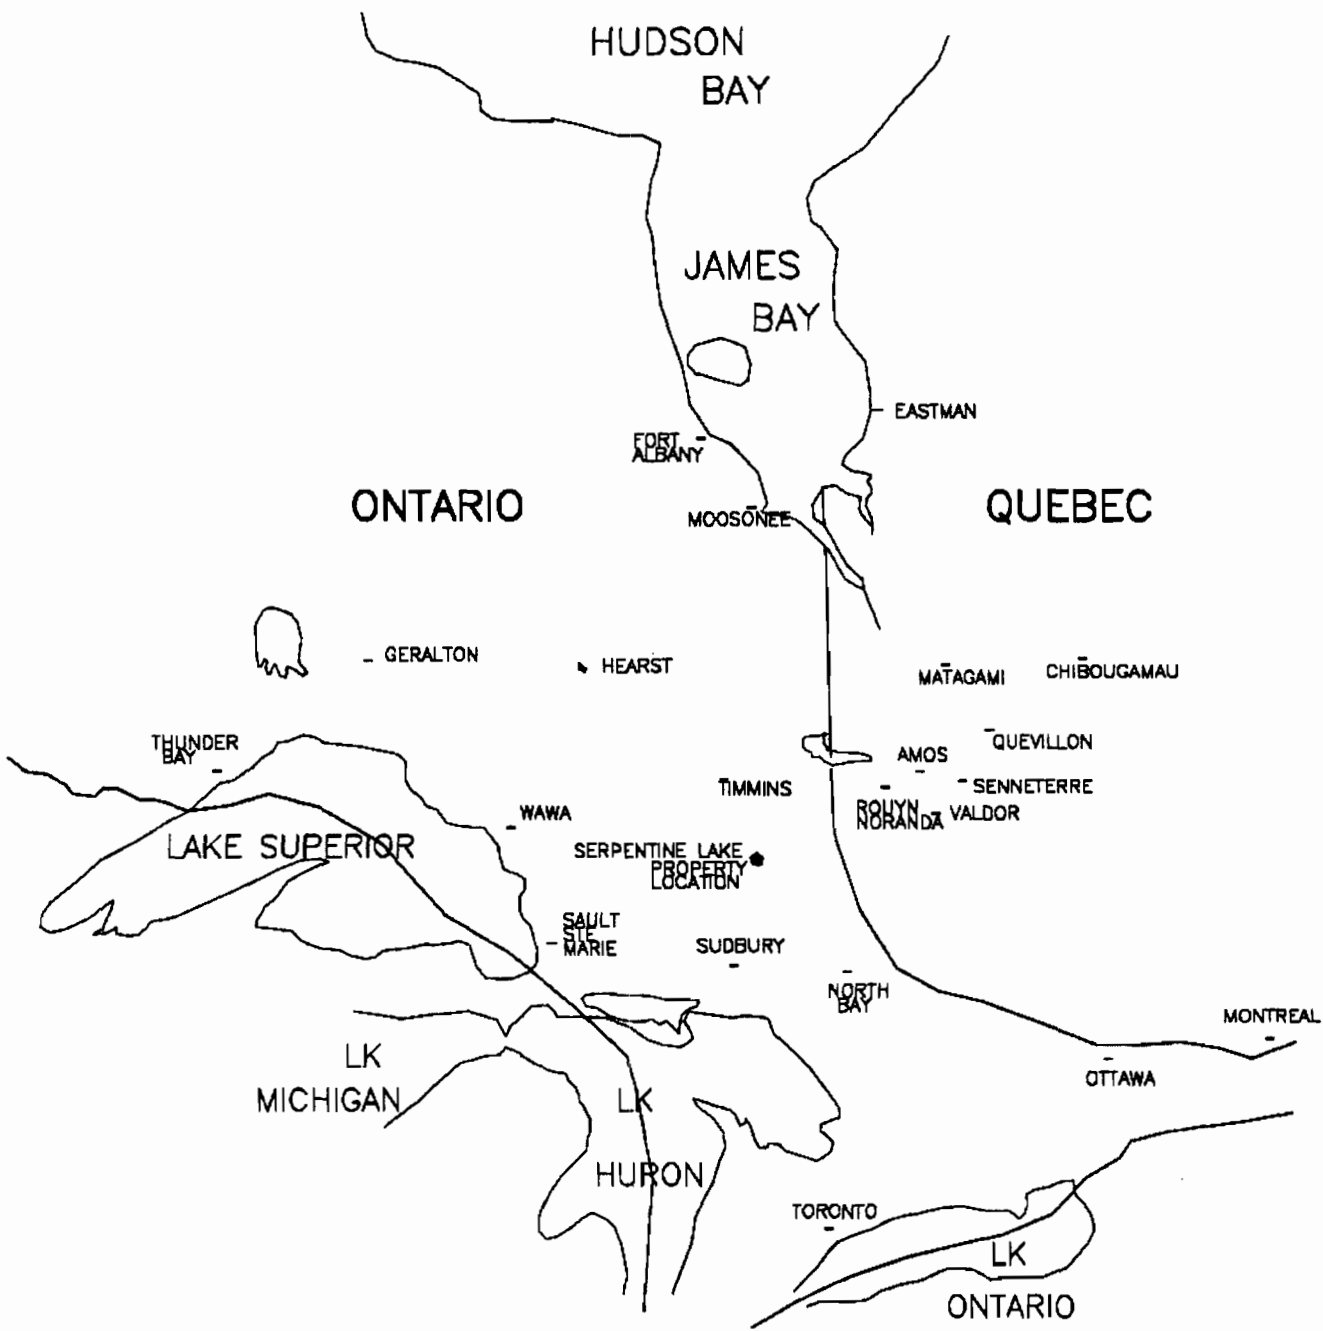 HUDSON
BAY
JAMES
BAY
EASTMAN
FORT
ALBANY
ONTARIO
QUEBEC
MOOSONEE
GERALTON
HEARST
MATAGAMI
CHIBOUGAMAU
THUNDER
BAY
QUEVILLON
AMOS
TIMMINS
SENNETERRE
ROUYN
NORANDA
VALDOR
WAWA
LAKE SUPERIOR
SERPENTINE LAKE
PROPERTY
LOCATION
SAULT
STE
MARIE
SUDBURY
NORTH
BAY
MONTREAL
OTTAWA
LK
MICHIGAN
LK
HURON
TORONTO
LK
ONTARIO